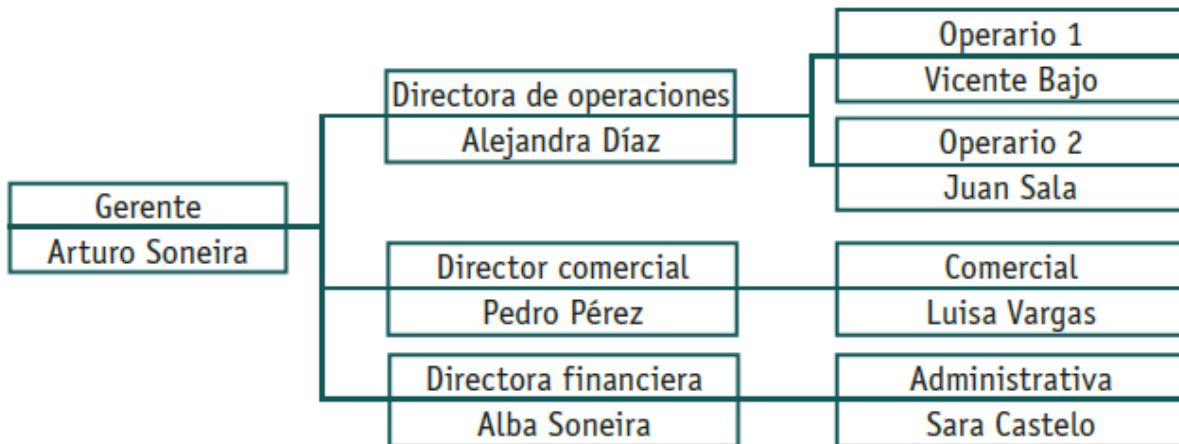 Gerente
Arturo Soneira
Directora de operaciones
Alejandra Díaz
Operario 1
Vicente Bajo
Operario 2
Juan Sala
Director comercial
Pedro Pérez
Comercial
Luisa Vargas
Directora financiera
Alba Soneira
Administrativa
Sara Castelo